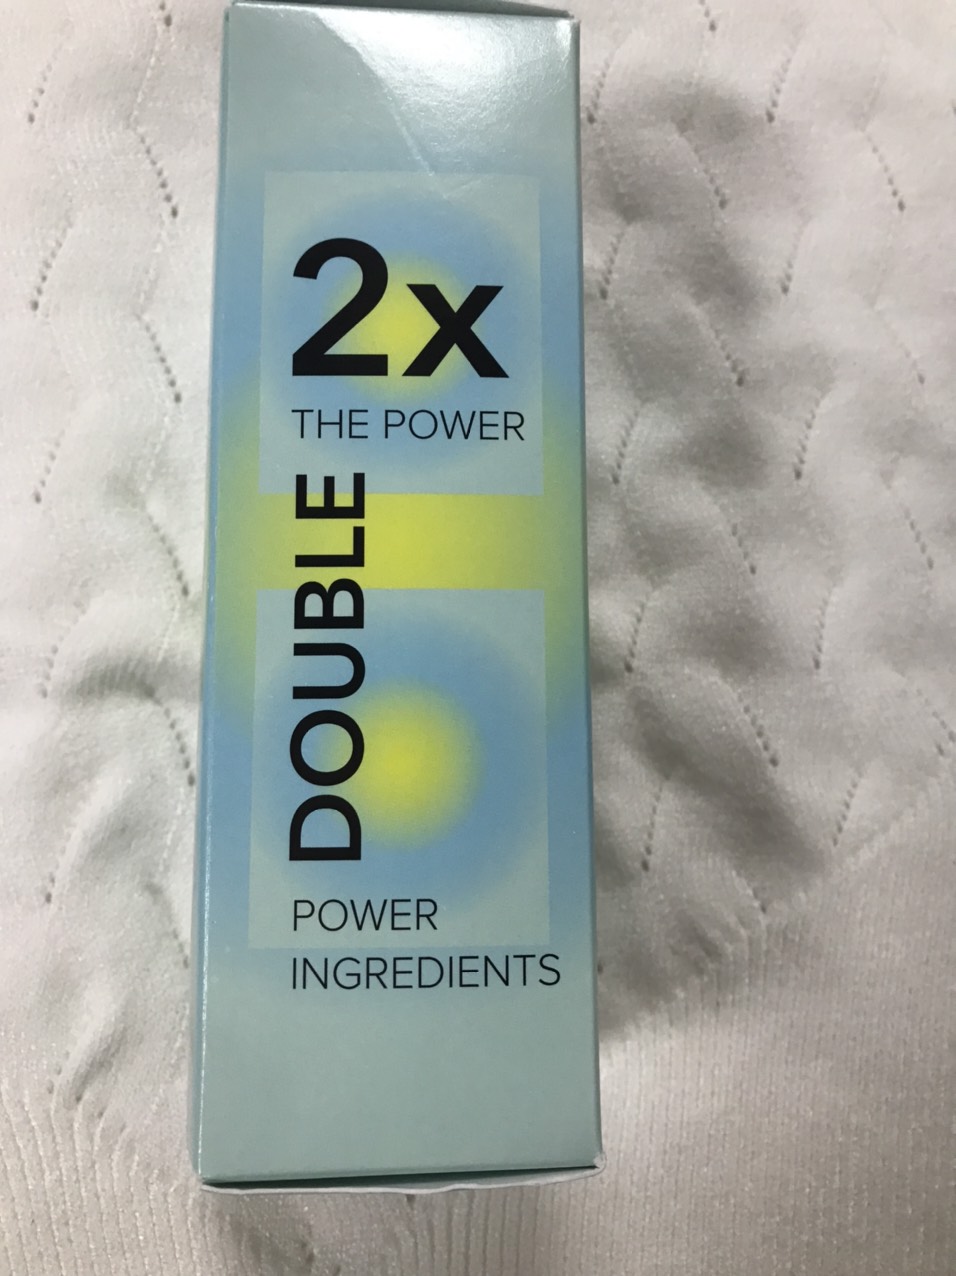 2x
THE POWER
DOUBLE
POWER
INGREDIENTS